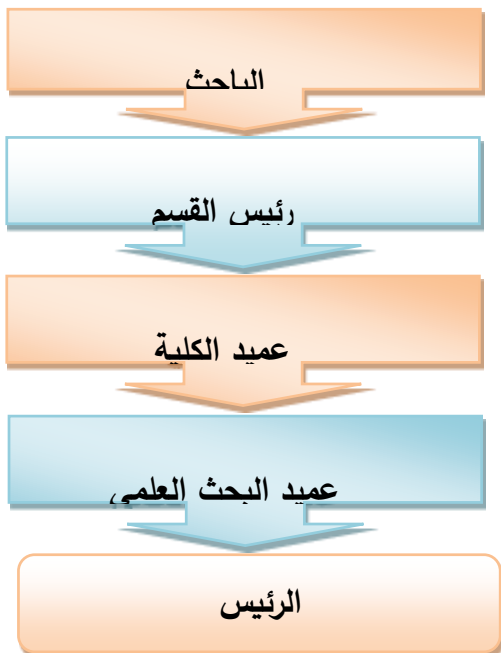 الباحث
رئيس القسم
عميد الكلية
عميد البحث العلمي
الرئيس